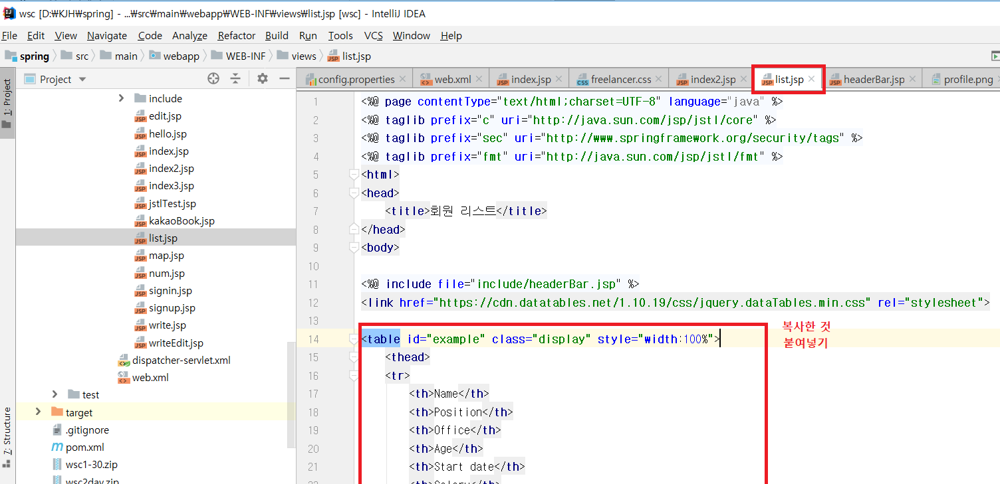 wsc [D:₩KJH₩spring] - ...₩src₩main₩webapp₩WEB-INF₩views₩list.jsp [wsc] - IntelliJ IDEA
File Edit View Navigate Code Analyze Refactor Build Run Tools VCS Window Help
spring src main webapp WEB-INF views list.jsp
1: Project
Z: Structure
Project
include
edit.jsp
hello.jsp
index.jsp
index2.jsp
index3.jsp
jstlTest.jsp
kakaoBook.jsp
list.jsp
map.jsp
num.jsp
signin.jsp
signup.jsp
write.jsp
writeEdit.jsp
dispatcher-servlet.xml
web.xml
test
target
.gitignore
pom.xml
wsc1-30.zip
wsc2day.zip
config.properties web.xml index.jsp freelancer.css index2.jsp list.jsp headerBar.jsp profile.png
1 <%@ page contentType="text/html;charset=UTF-8" language="java" %>
2 <%@ taglib prefix="c" uri="http://java.sun.com/jsp/jstl/core" %>
3 <%@ taglib prefix="sec" uri="http://www.springframework.org/security/tags" %>
4 <%@ taglib prefix="fmt" uri="http://java.sun.com/jsp/jstl/fmt" %>
5 <html>
6 <head>
7 <title>회원 리스트</title>
8 </head>
9 <body>
10
11 <%@ include file="include/headerBar.jsp" %>
12 <link href="https://cdn.datatables.net/1.10.19/css/jquery.dataTables.min.css" rel="stylesheet">
13
14 <table id="example" class="display" style="width:100%">
15 <thead>
16 <tr>
17 <th>Name</th>
18 <th>Position</th>
19 <th>Office</th>
20 <th>Age</th>
21 <th>Start date</th>
22 <th>Salary</th>
복사한 것
붙여넣기